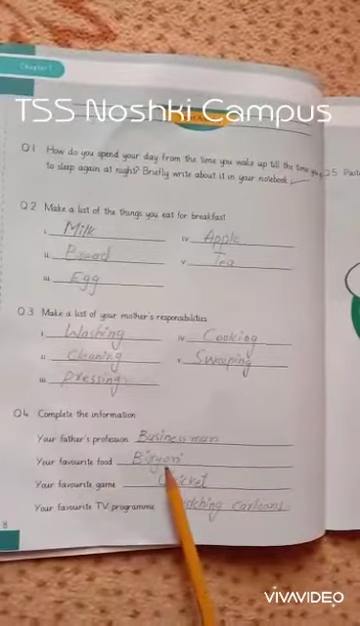 Chapter 1
TSS Noshki Campus
Q1 How do you spend your day from the time you wake up till the time you go
to sleep again at night? Briefly write about it in your notebook.
Q5 Paste
Q2 Make a list of the things you eat for breakfast
i. Milk iv. Apple
ii. Bread v. Tea
iii. Egg
Q3 Make a list of your mother's responsibilities
i. Washing iv. Cooking
ii. Cleaning v. Sweeping
iii. Pressing
Q4 Complete the information
Your father's profession Businessman
Your favourite food Biryani
Your favourite game Cricket
Your favourite TV programme Watching cartoons
8
VIVAVIDEO